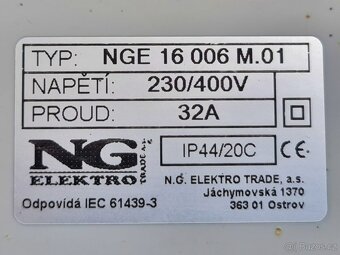 TYP: NGE 16 006 M.01
NAPĚTÍ: 230/400V
PROUD: 32A
NG
ELEKTRO
TRADE a.s.
IP44/20C CE
Odpovídá IEC 61439-3
N.G. ELEKTRO TRADE, a.s.
Jáchymovská 1370
363 01 Ostrov